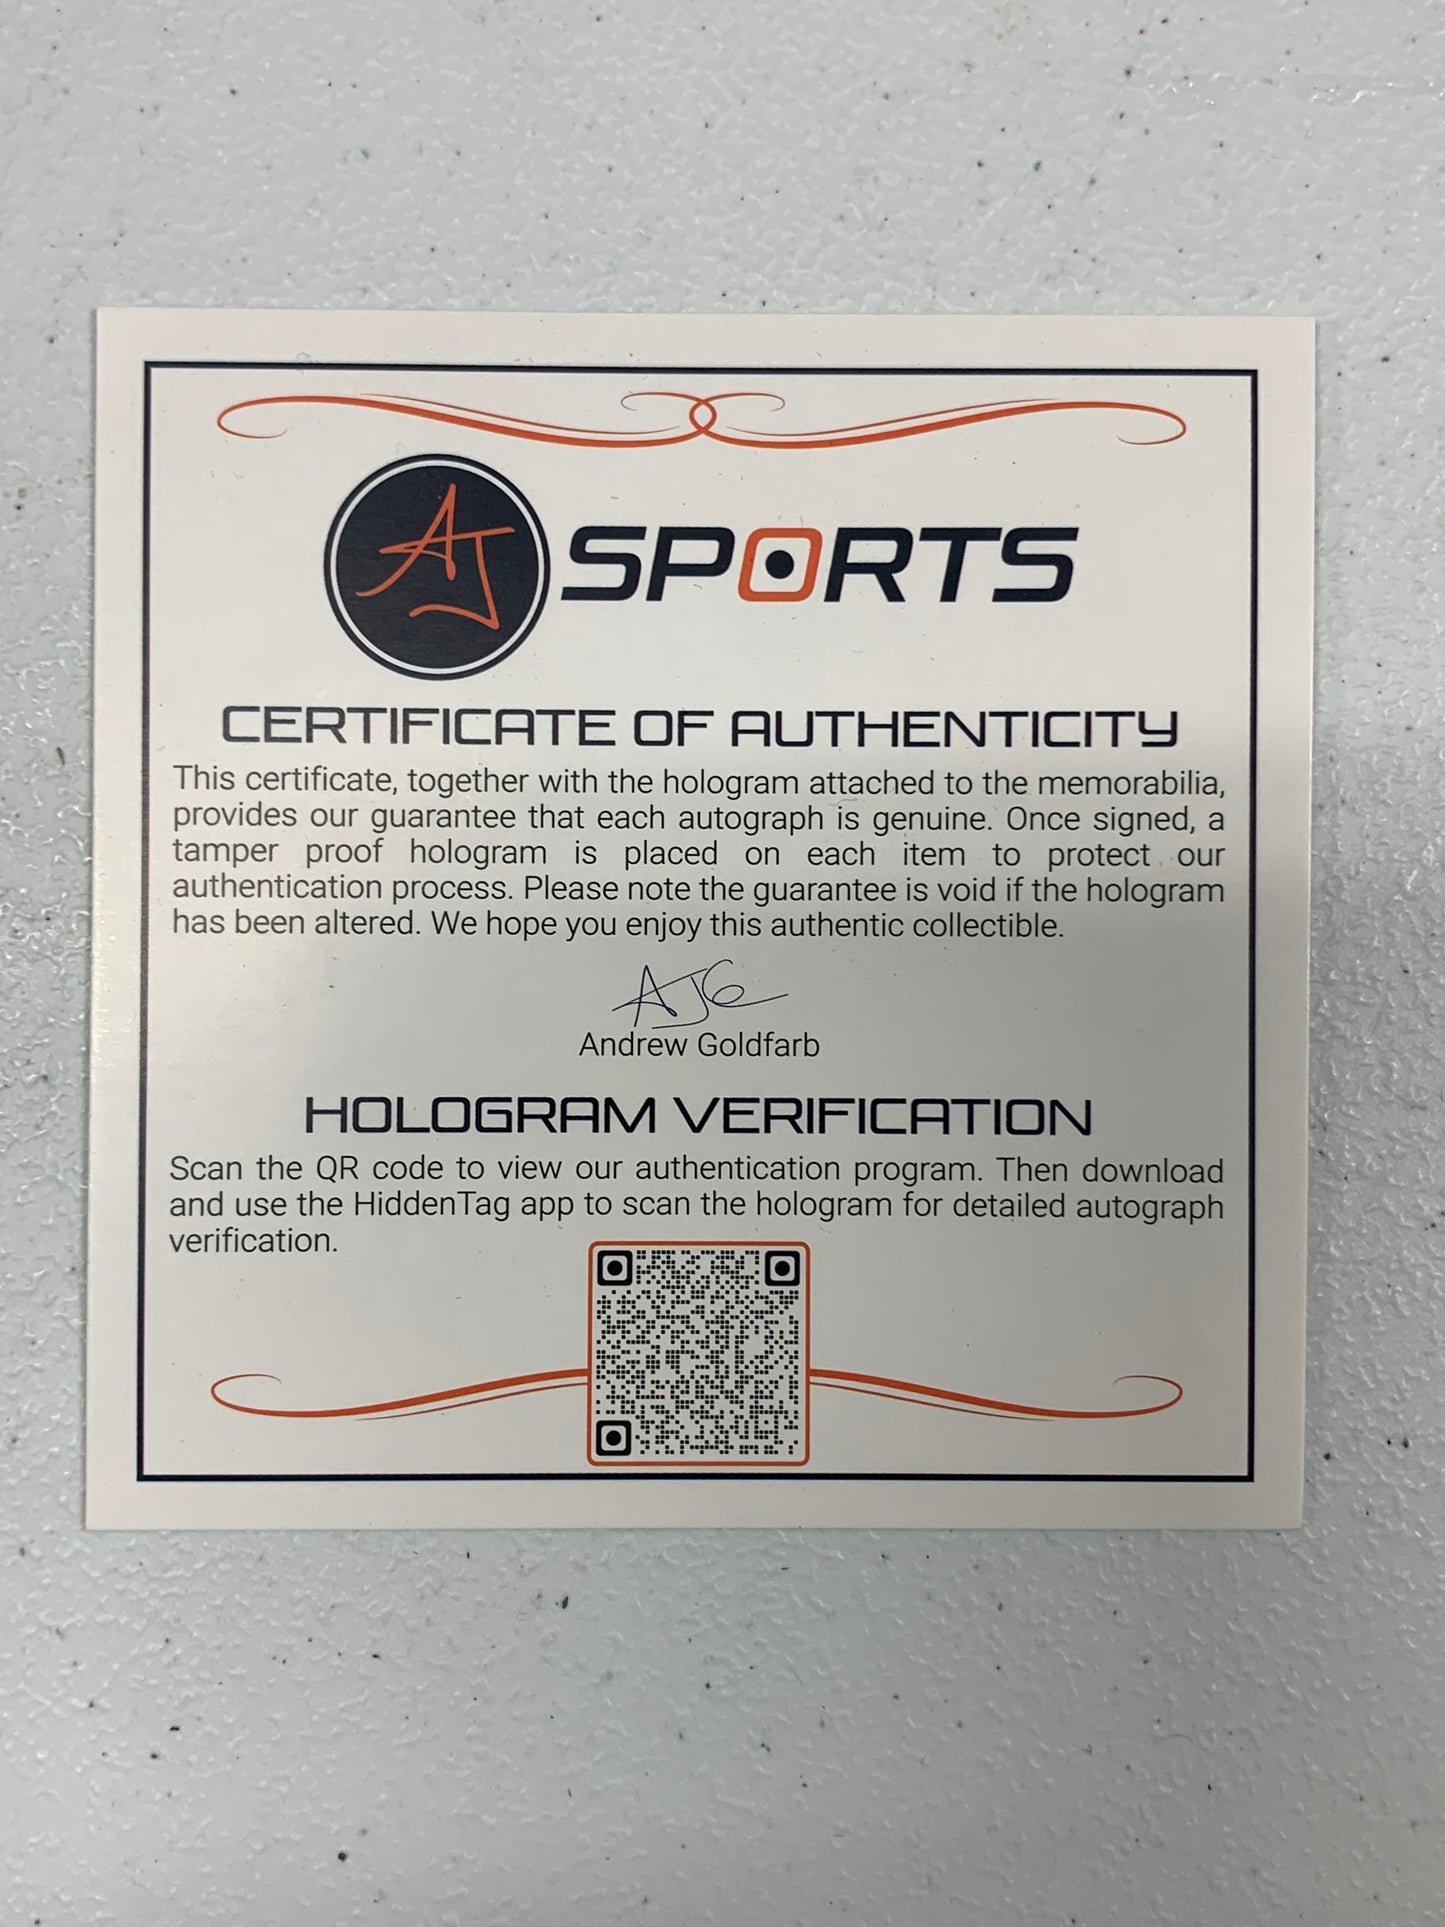 AJ SPORTS
CERTIFICATE OF AUTHENTICITY
This certificate, together with the hologram attached to the memorabilia,
provides our guarantee that each autograph is genuine. Once signed, a
tamper proof hologram is placed on each item to protect our
authentication process. Please note the guarantee is void if the hologram
has been altered. We hope you enjoy this authentic collectible.
AJG
Andrew Goldfarb
HOLOGRAM VERIFICATION
Scan the QR code to view our authentication program. Then download
and use the HiddenTag app to scan the hologram for detailed autograph
verification.